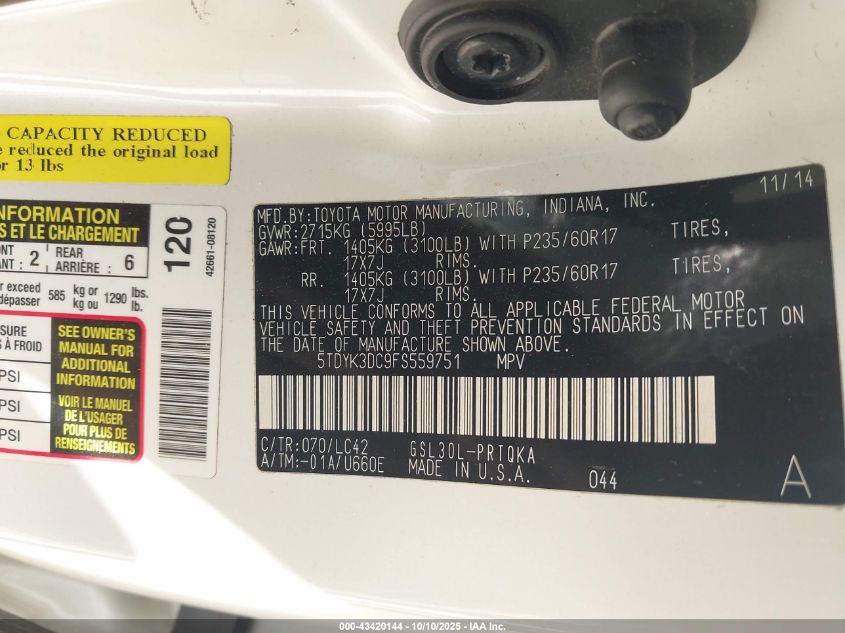 CAPACITY REDUCED
reduced the original load
or 13 lbs
INFORMATION
ET LE CHARGEMENT
2
REAR
ARRIÈRE : 6
exceed
dépasser 585 kg or kg ou 1290 lbs. lb.
120
42661-08120
À FROID
PSI
PSI
PSI
SEE OWNER'S
MANUAL FOR
ADDITIONAL
INFORMATION
VOIR LE MANUEL
DE L'USAGER
POUR PLUS DE
RENSEIGNEMENTS
11/14
MFD.BY:TOYOTA MOTOR MANUFACTURING, INDIANA, INC.
GVWR:2715KG (5995LB)
GAWR:FRT. 1405KG (3100LB) WITH P235/60R17 TIRES,
17X7J RIMS.
RR. 1405KG (3100LB) WITH P235/60R17 TIRES,
17X7J RIMS.
THIS VEHICLE CONFORMS TO ALL APPLICABLE FEDERAL MOTOR
VEHICLE SAFETY AND THEFT PREVENTION STANDARDS IN EFFECT ON
THE DATE OF MANUFACTURE SHOWN ABOVE.
5TDYK3DC9FS559751 MPV
C/TR:070/LC42 GSL30L-PRTQKA
A/TM:-01A/U660E MADE IN U.S.A.
044
A
000-43420144 - 10/10/2025 - IAA Inc.